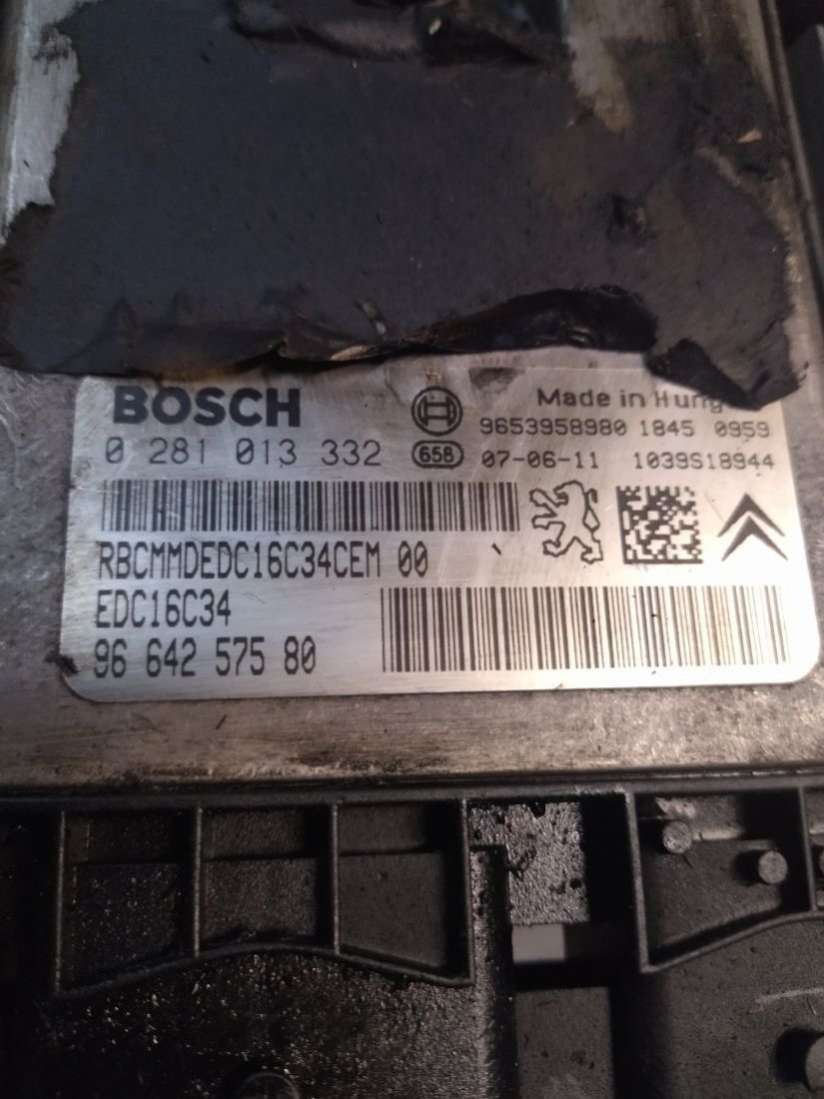 BOSCH
Made in Hung
9653958980 1845 0959
0 281 013 332
658
07-06-11 1039S18944
RBCMMDEDC16C34CEM 00
EDC16C34
96 642 575 80